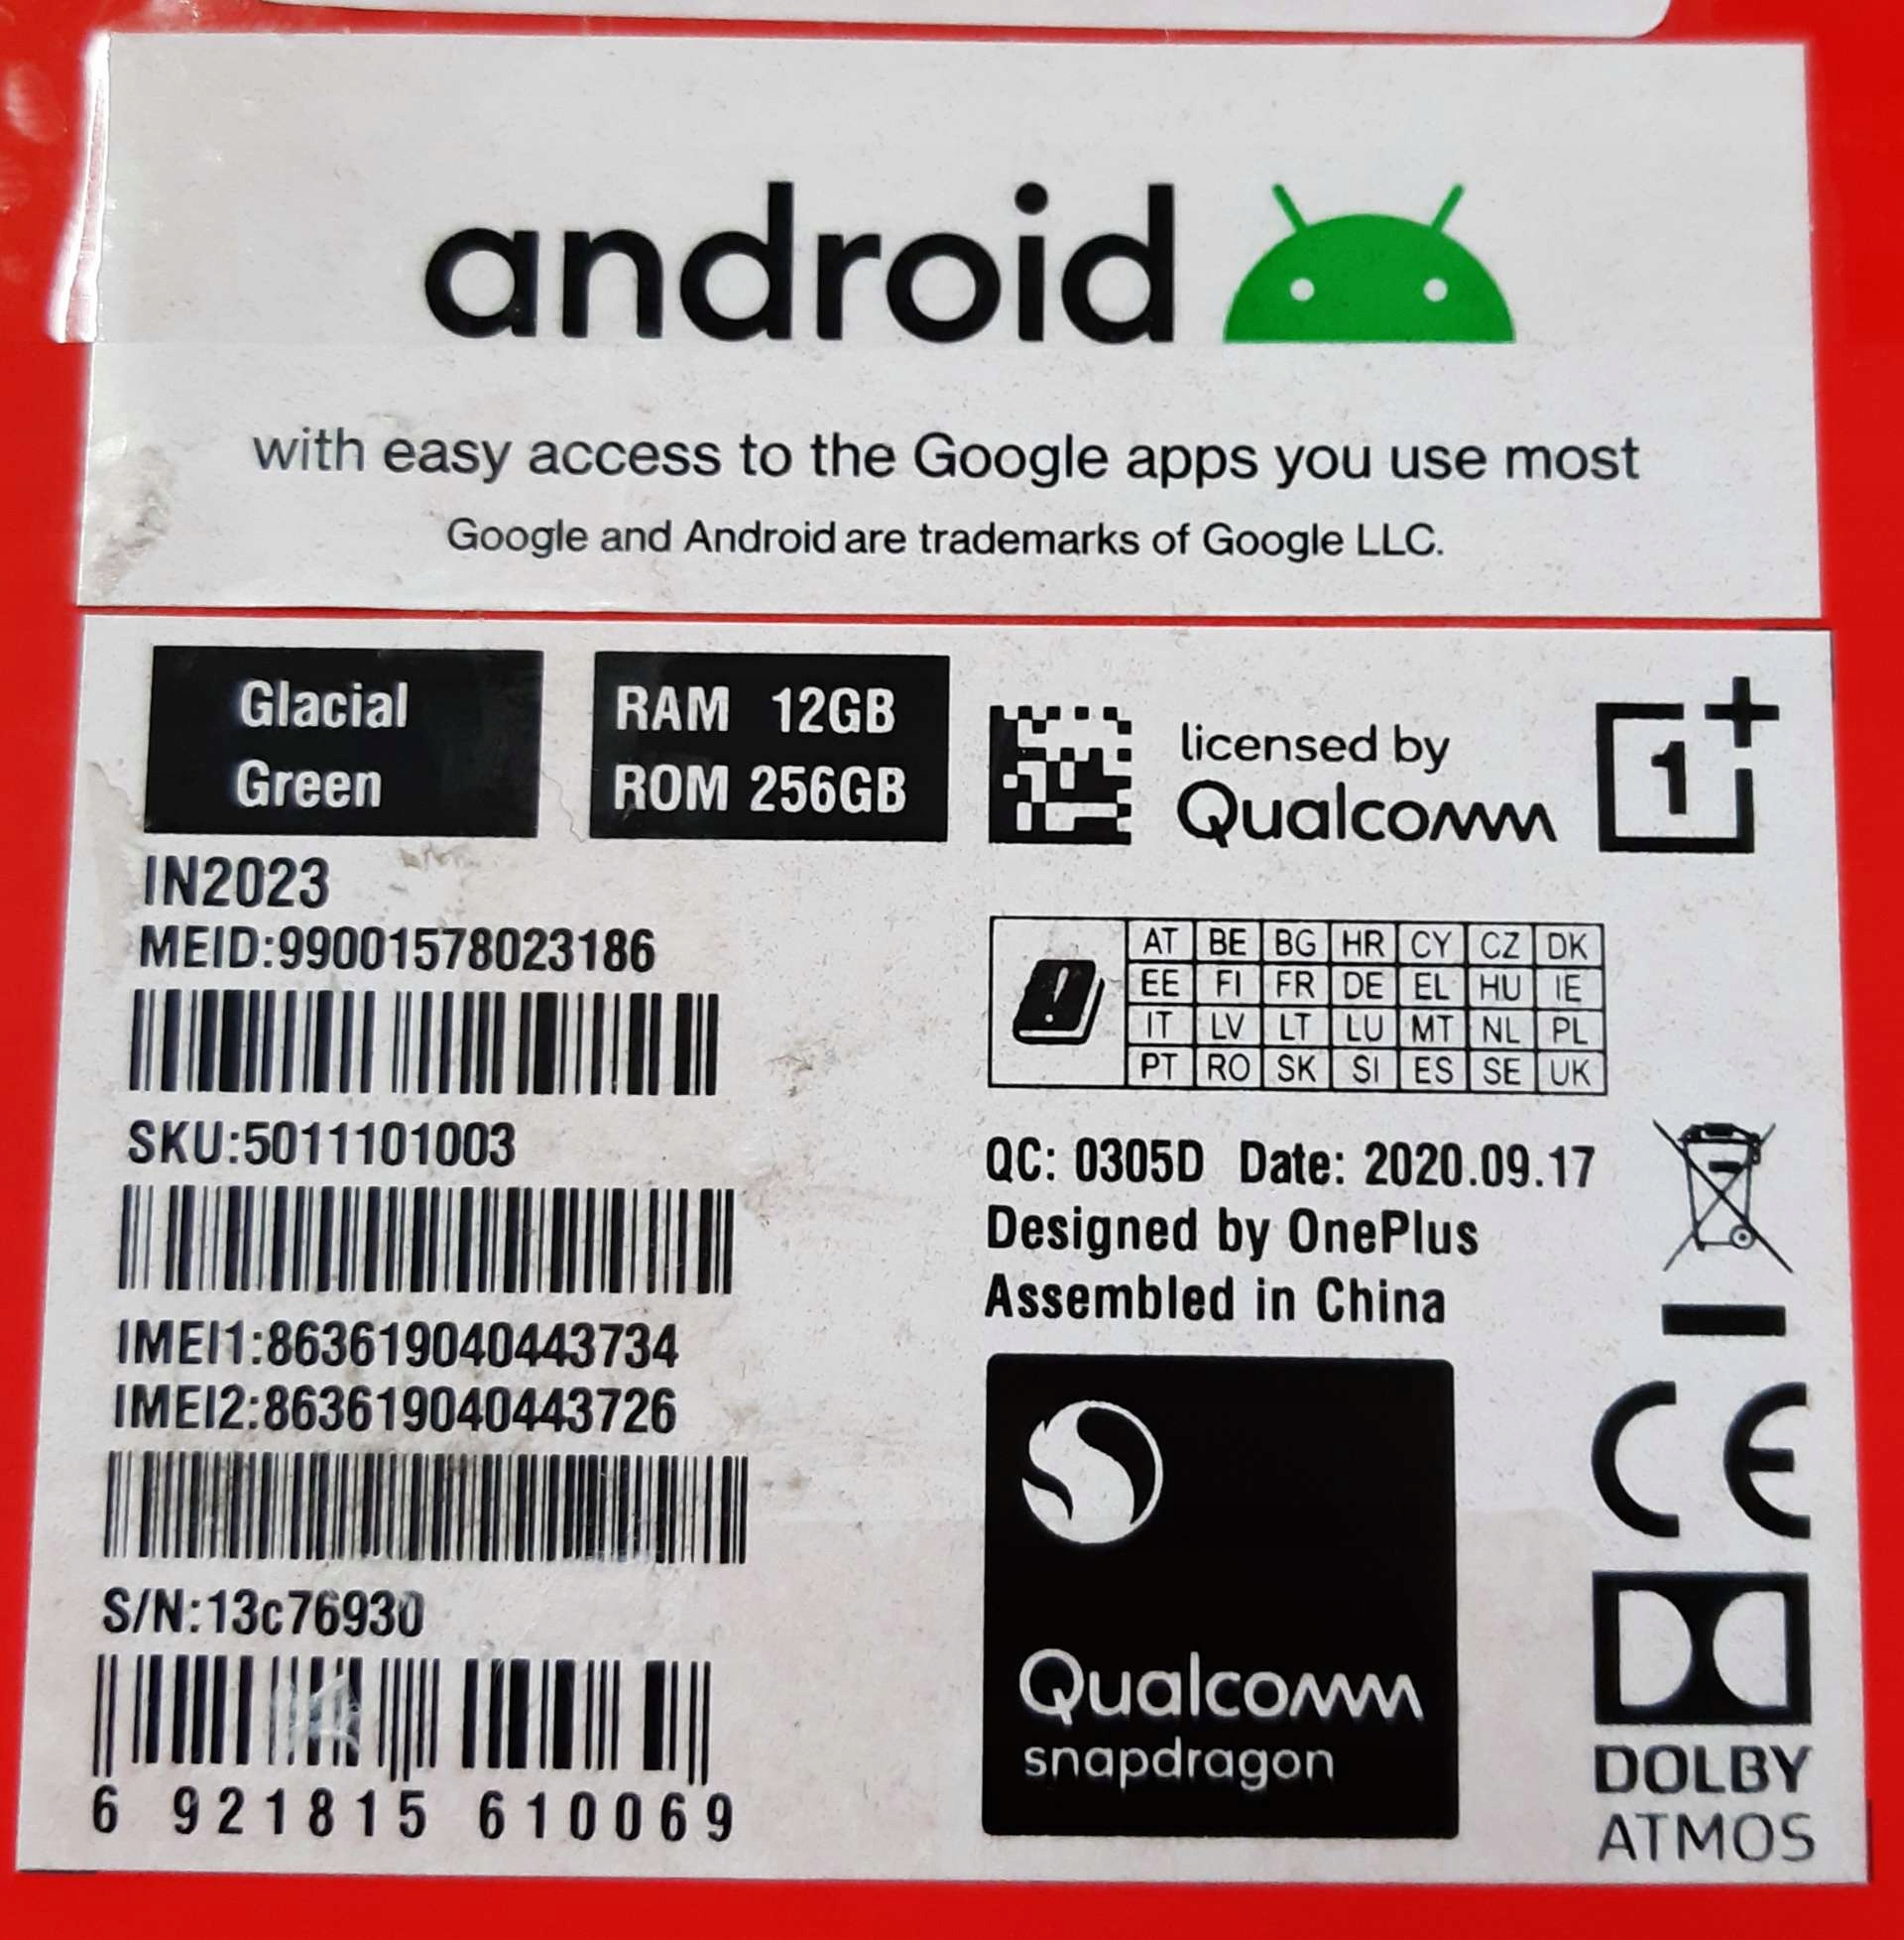 android
with easy access to the Google apps you use most
Google and Android are trademarks of Google LLC.
Glacial
Green
RAM 12GB
ROM 256GB
licensed by
Qualcomm
1+
IN2023
MEID:99001578023186
SKU:5011101003
IMEI1:863619040443734
IMEI2:863619040443726
S/N:13c76930
6 921815 610069
AT BE BG HR CY CZ DK
EE FI FR DE EL HU IE
IT LV LT LU MT NL PL
PT RO SK SI ES SE UK
QC: 0305D Date: 2020.09.17
Designed by OnePlus
Assembled in China
Qualcomm
snapdragon
CE
DOLBY
ATMOS